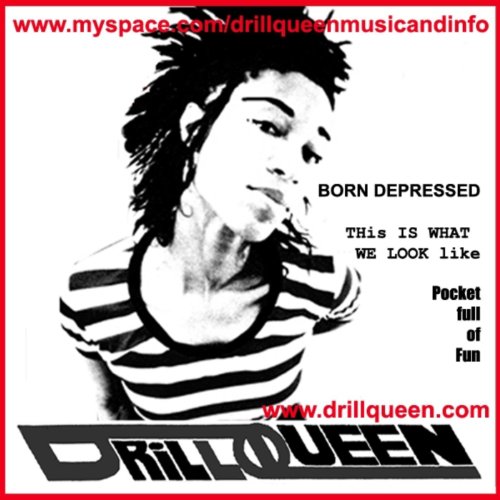 www.myspace.com/drillqueenmusicandinfo
BORN DEPRESSED
THis IS WHAT
WE LOOK like
Pocket
full
of
Fun
www.drillqueen.com
DRiLLQUEEN